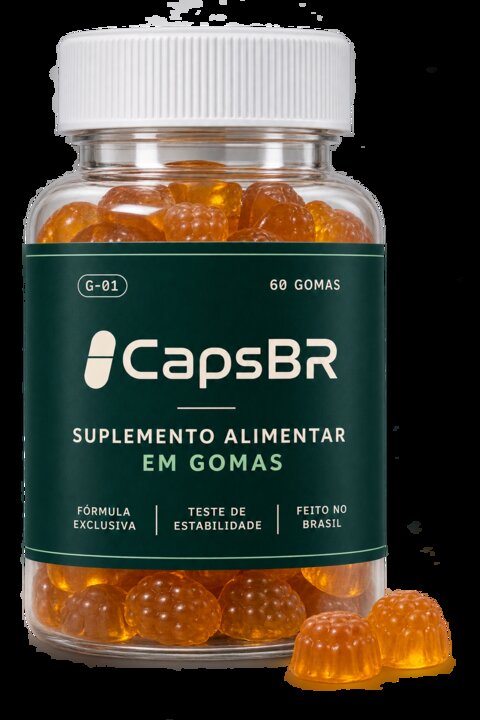 G-01 60 GOMAS
CapsBR
SUPLEMENTO ALIMENTAR
EM GOMAS
FÓRMULA
EXCLUSIVA
TESTE DE
ESTABILIDADE
FEITO NO
BRASIL